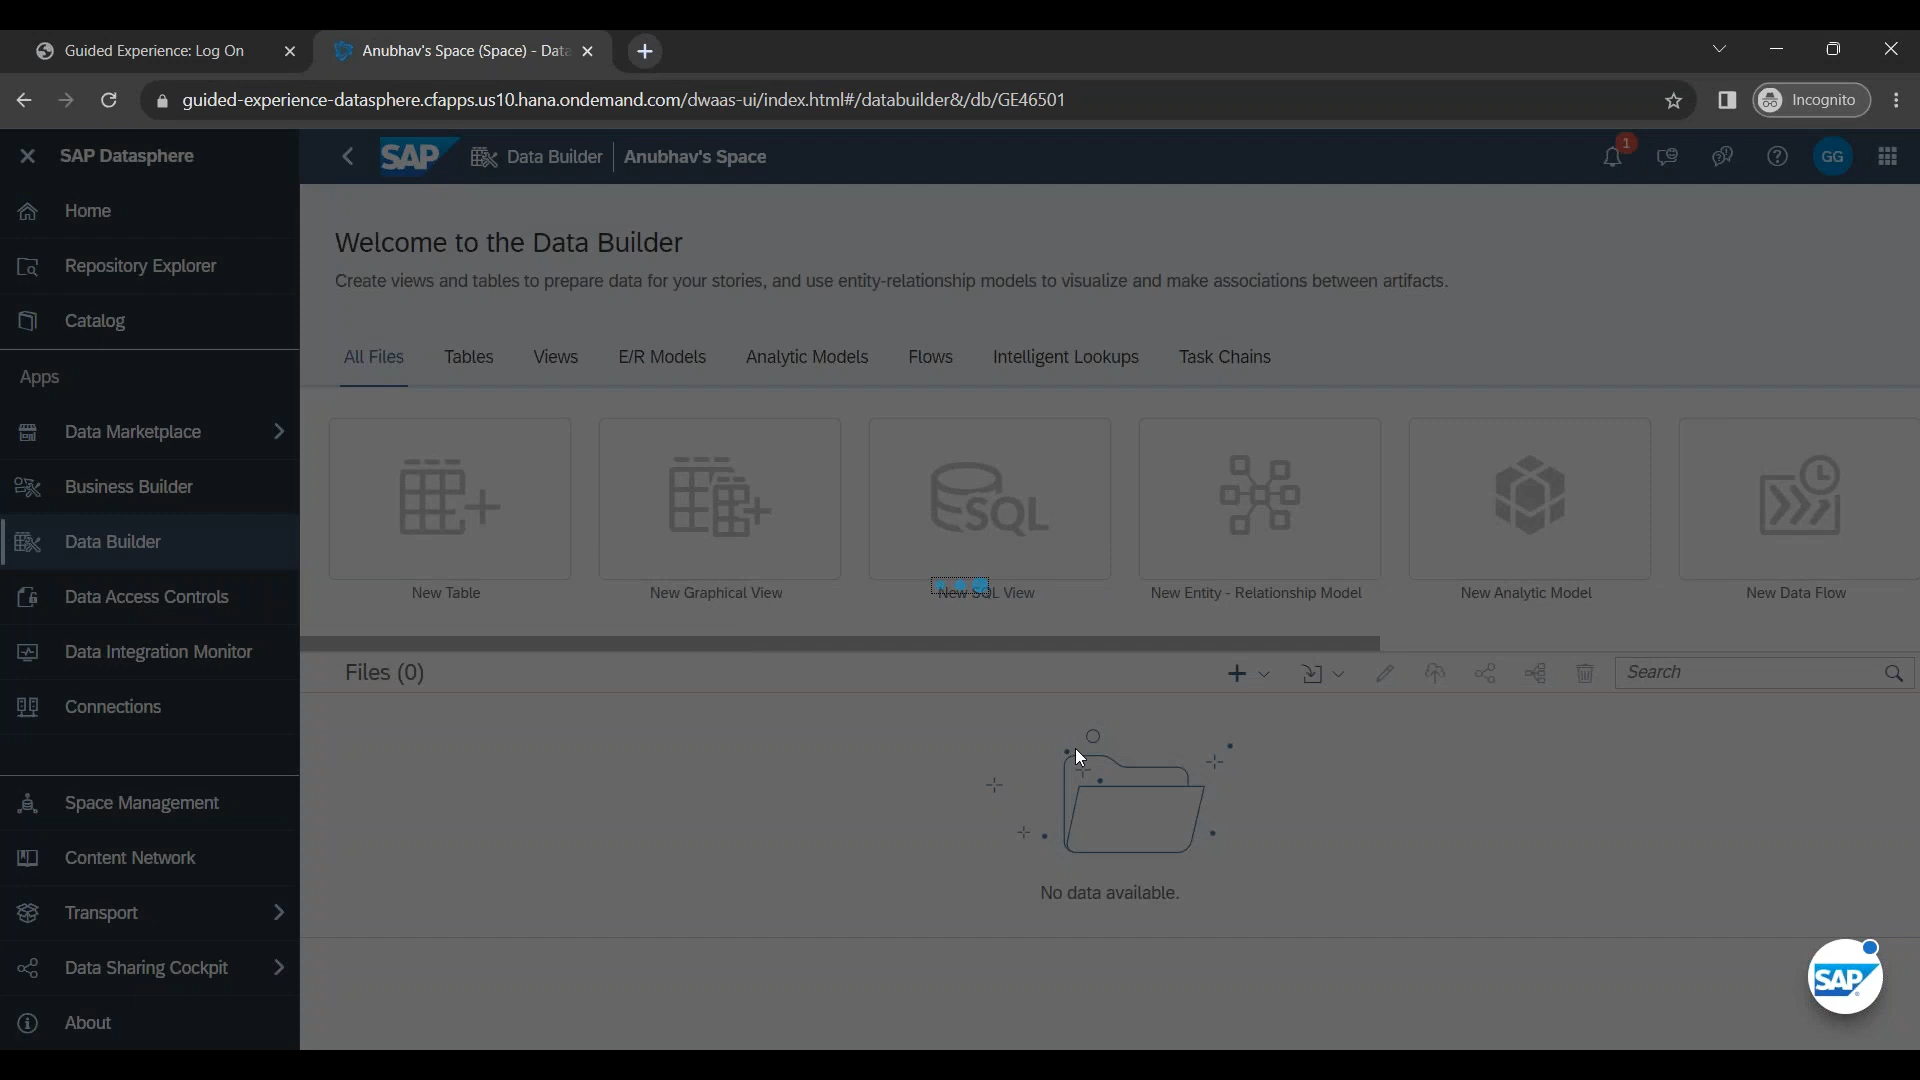 Guided Experience: Log On
Anubhav's Space (Space) - Data
guided-experience-datasphere.cfapps.us10.hana.ondemand.com/dwaas-ui/index.html#/databuilder&/db/GE46501
Incognito
SAP Datasphere
SAP
Data Builder
Anubhav's Space
1
GG
Home
Repository Explorer
Catalog
Apps
Data Marketplace
Business Builder
Data Builder
Data Access Controls
Data Integration Monitor
Connections
Space Management
Content Network
Transport
Data Sharing Cockpit
About
Welcome to the Data Builder
Create views and tables to prepare data for your stories, and use entity-relationship models to visualize and make associations between artifacts.
All Files
Tables
Views
E/R Models
Analytic Models
Flows
Intelligent Lookups
Task Chains
SQL
New Table
New Graphical View
New SQL View
New Entity - Relationship Model
New Analytic Model
New Data Flow
Files (0)
Search
No data available.
SAP